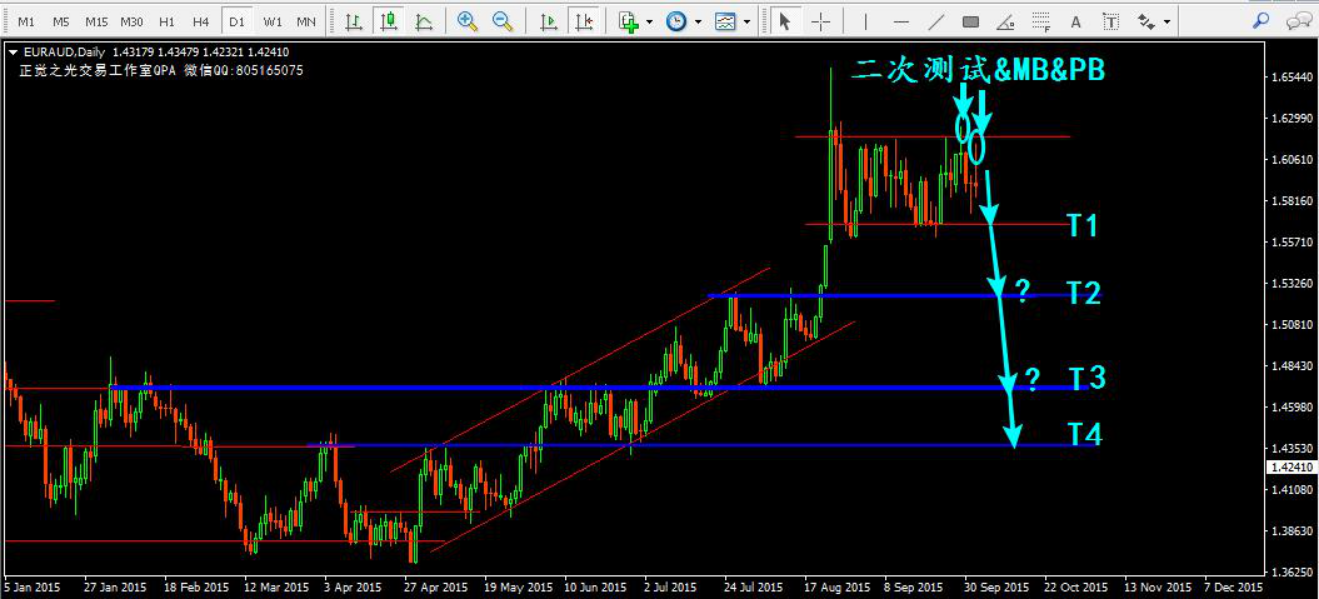 M1 M5 M15 M30 H1 H4 D1 W1 MN
EURAUD,Daily 1.43179 1.43479 1.42321 1.42410
正觉之光交易工作室QPA 微信QQ:805165075
二次测试&MB&PB
1.65440
1.62990
1.60610
1.58160
T1
1.55710
1.53260
? T2
1.50810
1.48430
? T3
1.45980
T4
1.43530
1.42410
1.41080
1.38630
1.36250
5 Jan 2015 27 Jan 2015 18 Feb 2015 12 Mar 2015 3 Apr 2015 27 Apr 2015 19 May 2015 10 Jun 2015 2 Jul 2015 24 Jul 2015 17 Aug 2015 8 Sep 2015 30 Sep 2015 22 Oct 2015 13 Nov 2015 7 Dec 2015